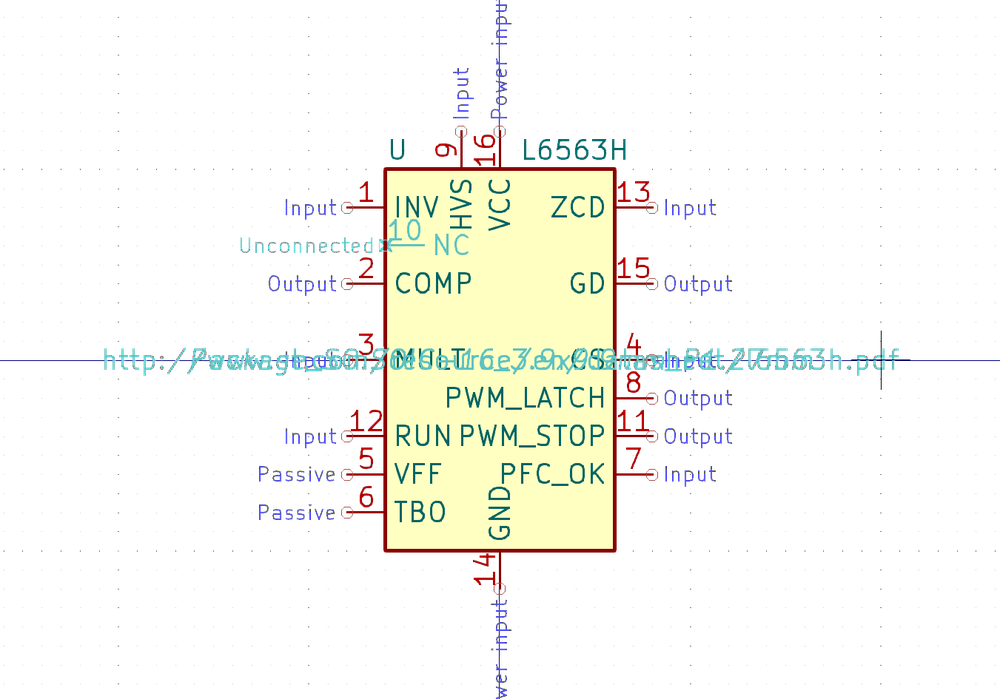 Power input
Input
9
16
U
L6563H
Input
1
INV
HVS
VCC
ZCD
13
Input
Unconnected
10
NC
Output
2
COMP
GD
15
Output
3
MULT
CS
4
Input
PWM_LATCH
8
Output
Input
12
RUN
PWM_STOP
11
Output
Passive
5
VFF
PFC_OK
7
Input
Passive
6
TBO
GND
14